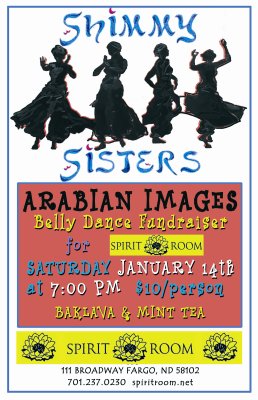 Shimmy
Sisters
Arabian Images
Belly Dance Fundraiser
for SPIRIT ROOM
Saturday January 14th
at 7:00 PM $10/person
Baklava & Mint Tea
SPIRIT ROOM
111 BROADWAY FARGO, ND 58102
701.237.0230 spiritroom.net